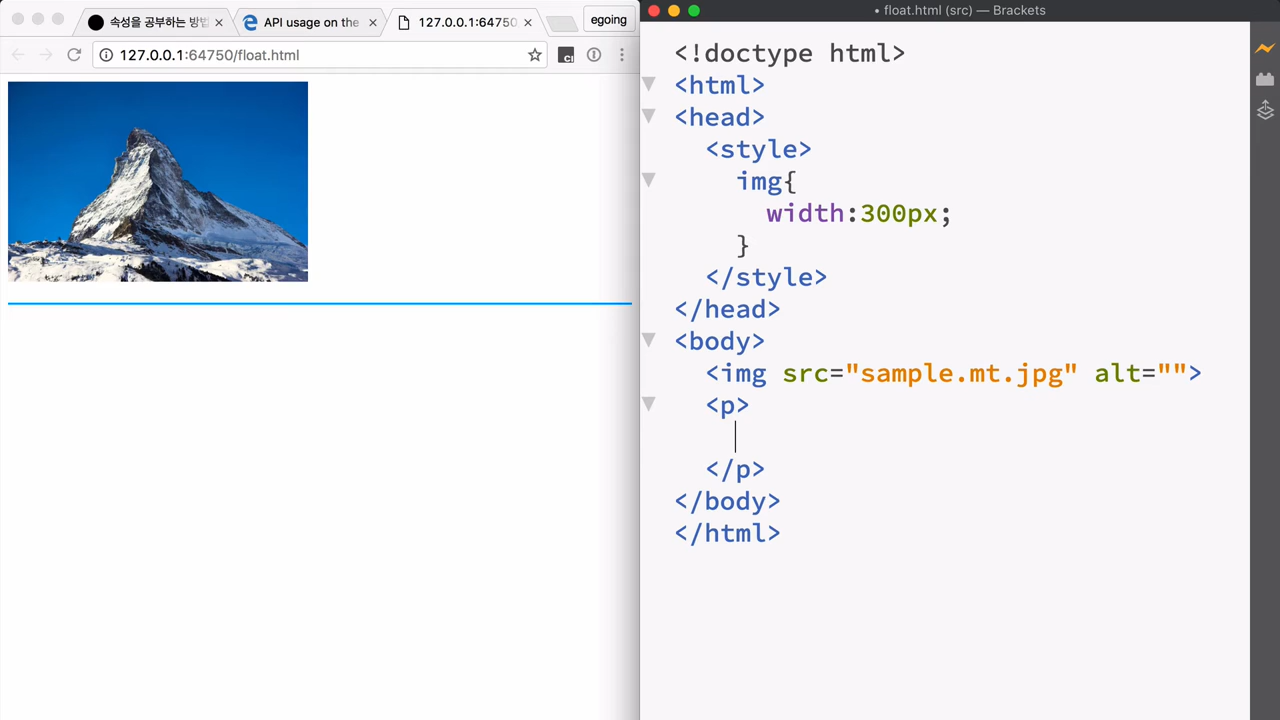 속성을 공부하는 방법
API usage on the
127.0.0.1:64750
egoing
127.0.0.1:64750/float.html
• float.html (src) — Brackets
<!doctype html>
<html>
<head>
<style>
img{
width:300px;
}
</style>
</head>
<body>
<img src="sample.mt.jpg" alt="">
<p>
</p>
</body>
</html>